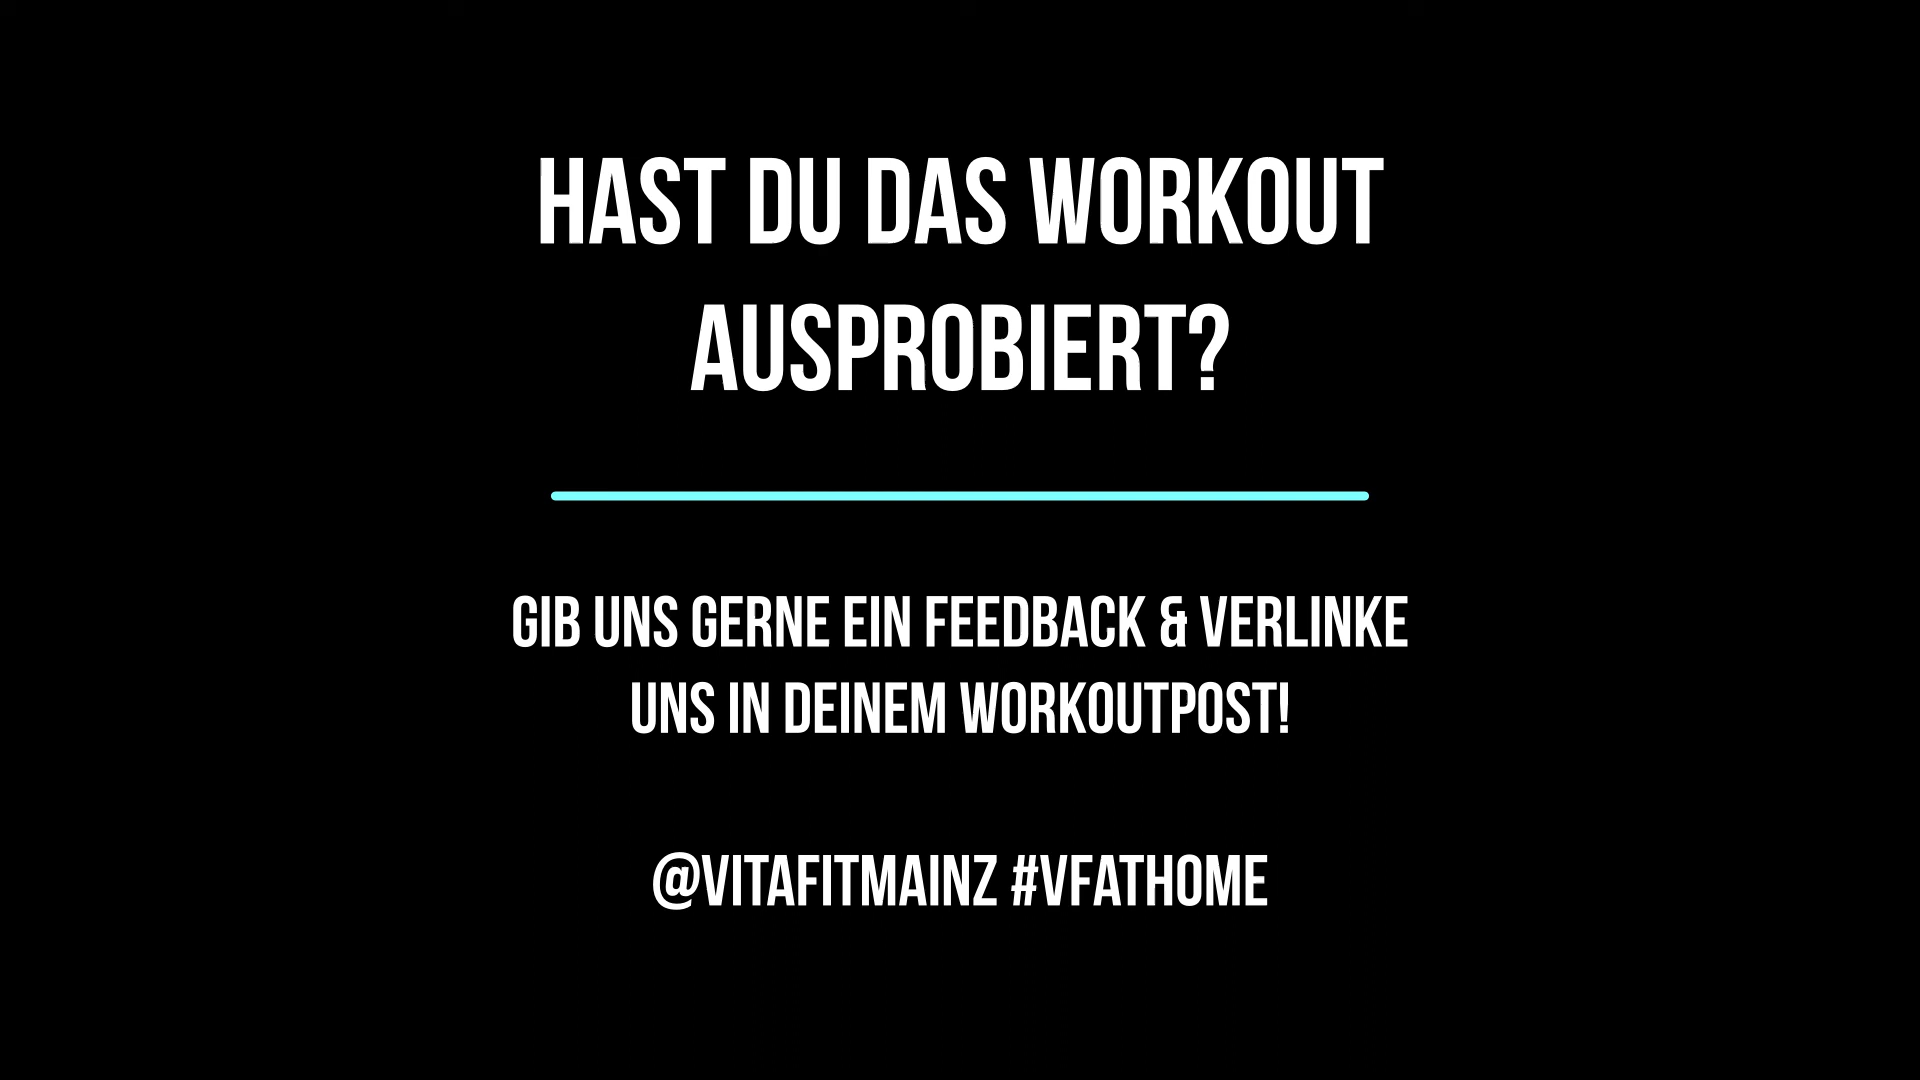 HAST DU DAS WORKOUT
AUSPROBIERT?
GIB UNS GERNE EIN FEEDBACK & VERLINKE
UNS IN DEINEM WORKOUTPOST!
@VITAFITMAINZ #VFATHOME